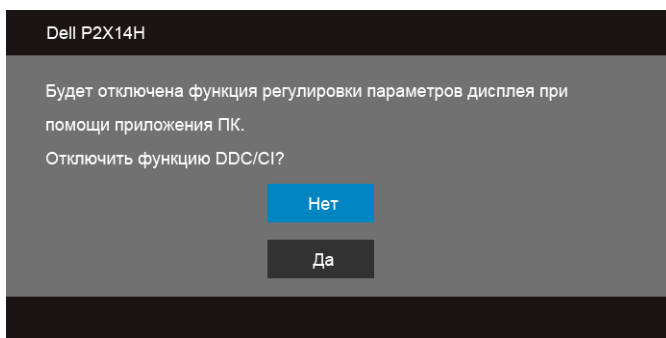 Dell P2X14H
Будет отключена функция регулировки параметров дисплея при
помощи приложения ПК.
Отключить функцию DDC/CI?
Нет
Да